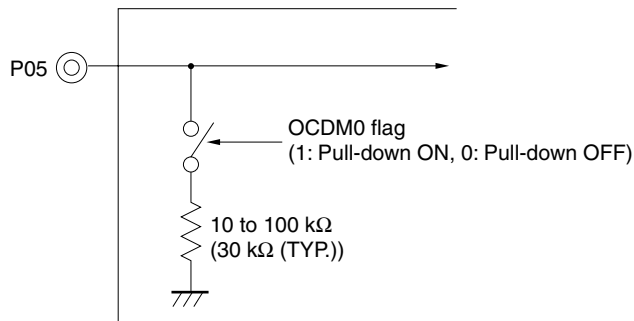 P05
OCDM0 flag
(1: Pull-down ON, 0: Pull-down OFF)
10 to 100 kΩ
(30 kΩ (TYP.))